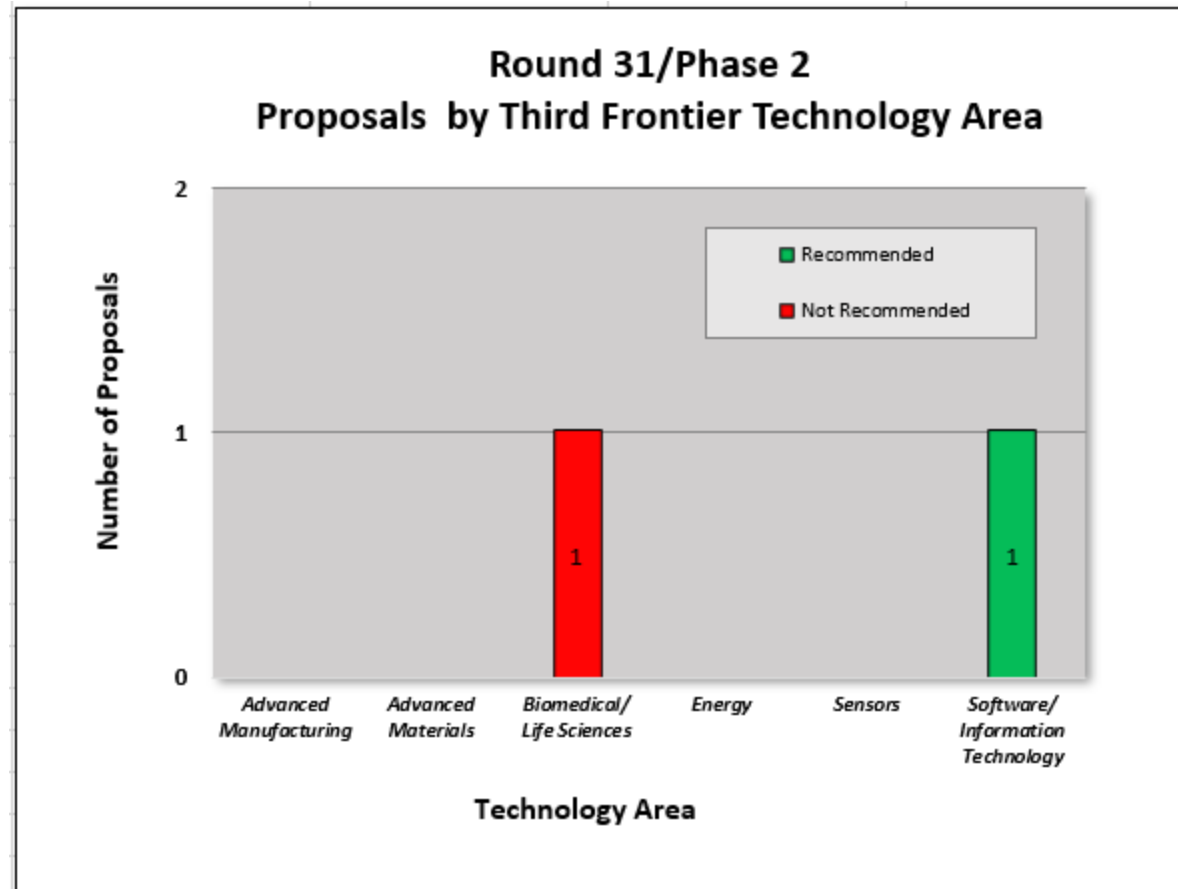 Round 31/Phase 2
Proposals  by Third Frontier Technology Area
Number of Proposals
2
1
0
Recommended
Not Recommended
1
1
Advanced Manufacturing
Advanced Materials
Biomedical/
Life Sciences
Energy
Sensors
Software/
Information
Technology
Technology Area